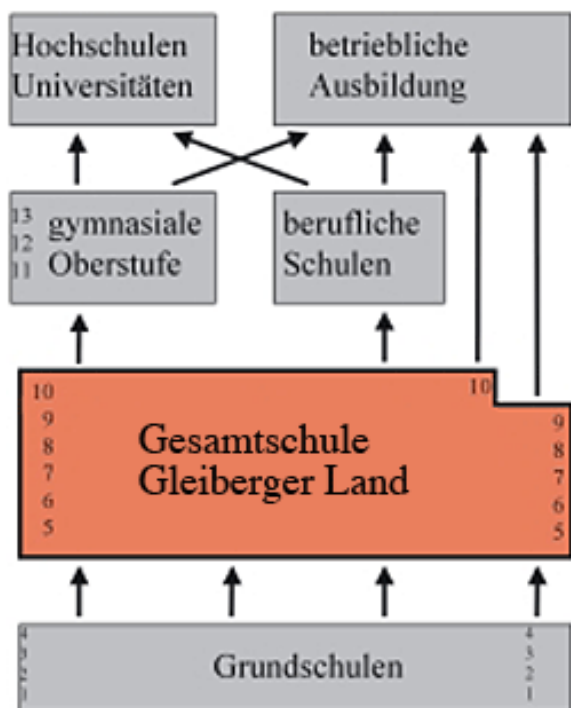 Hochschulen
Universitäten
betriebliche
Ausbildung
13
12
11
gymnasiale
Oberstufe
berufliche
Schulen
10
9
8
7
6
5
Gesamtschule
Gleiberger Land
10
9
8
7
6
5
4
3
2
1
Grundschulen
4
3
2
1